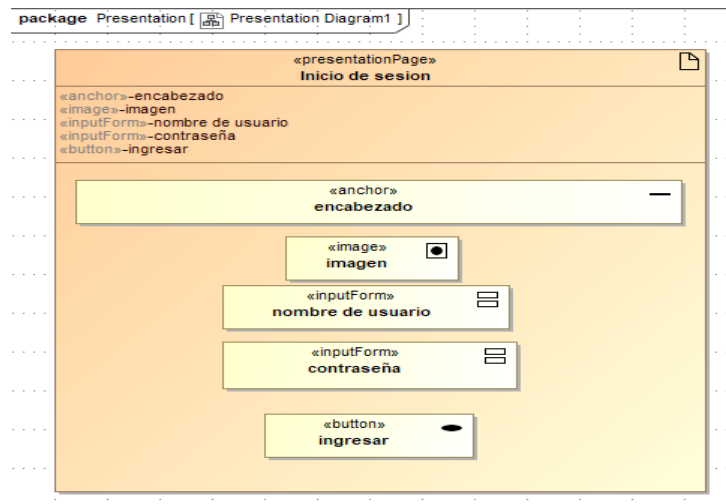 package Presentation [ Presentation Diagram1 ]
«presentationPage»
Inicio de sesion
«anchor»-encabezado
«image»-imagen
«inputForm»-nombre de usuario
«inputForm»-contraseña
«button»-ingresar
«anchor»
encabezado
«image»
imagen
«inputForm»
nombre de usuario
«inputForm»
contraseña
«button»
ingresar